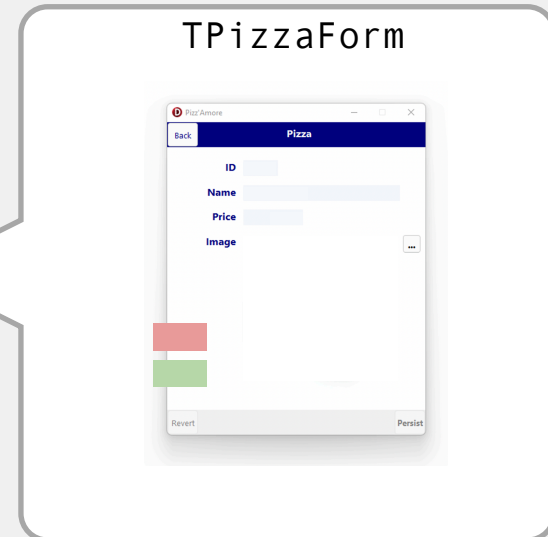 TPizzaForm
Pizz'Amore
Back Pizza
ID
Name
Price
Image ...
Revert Persist